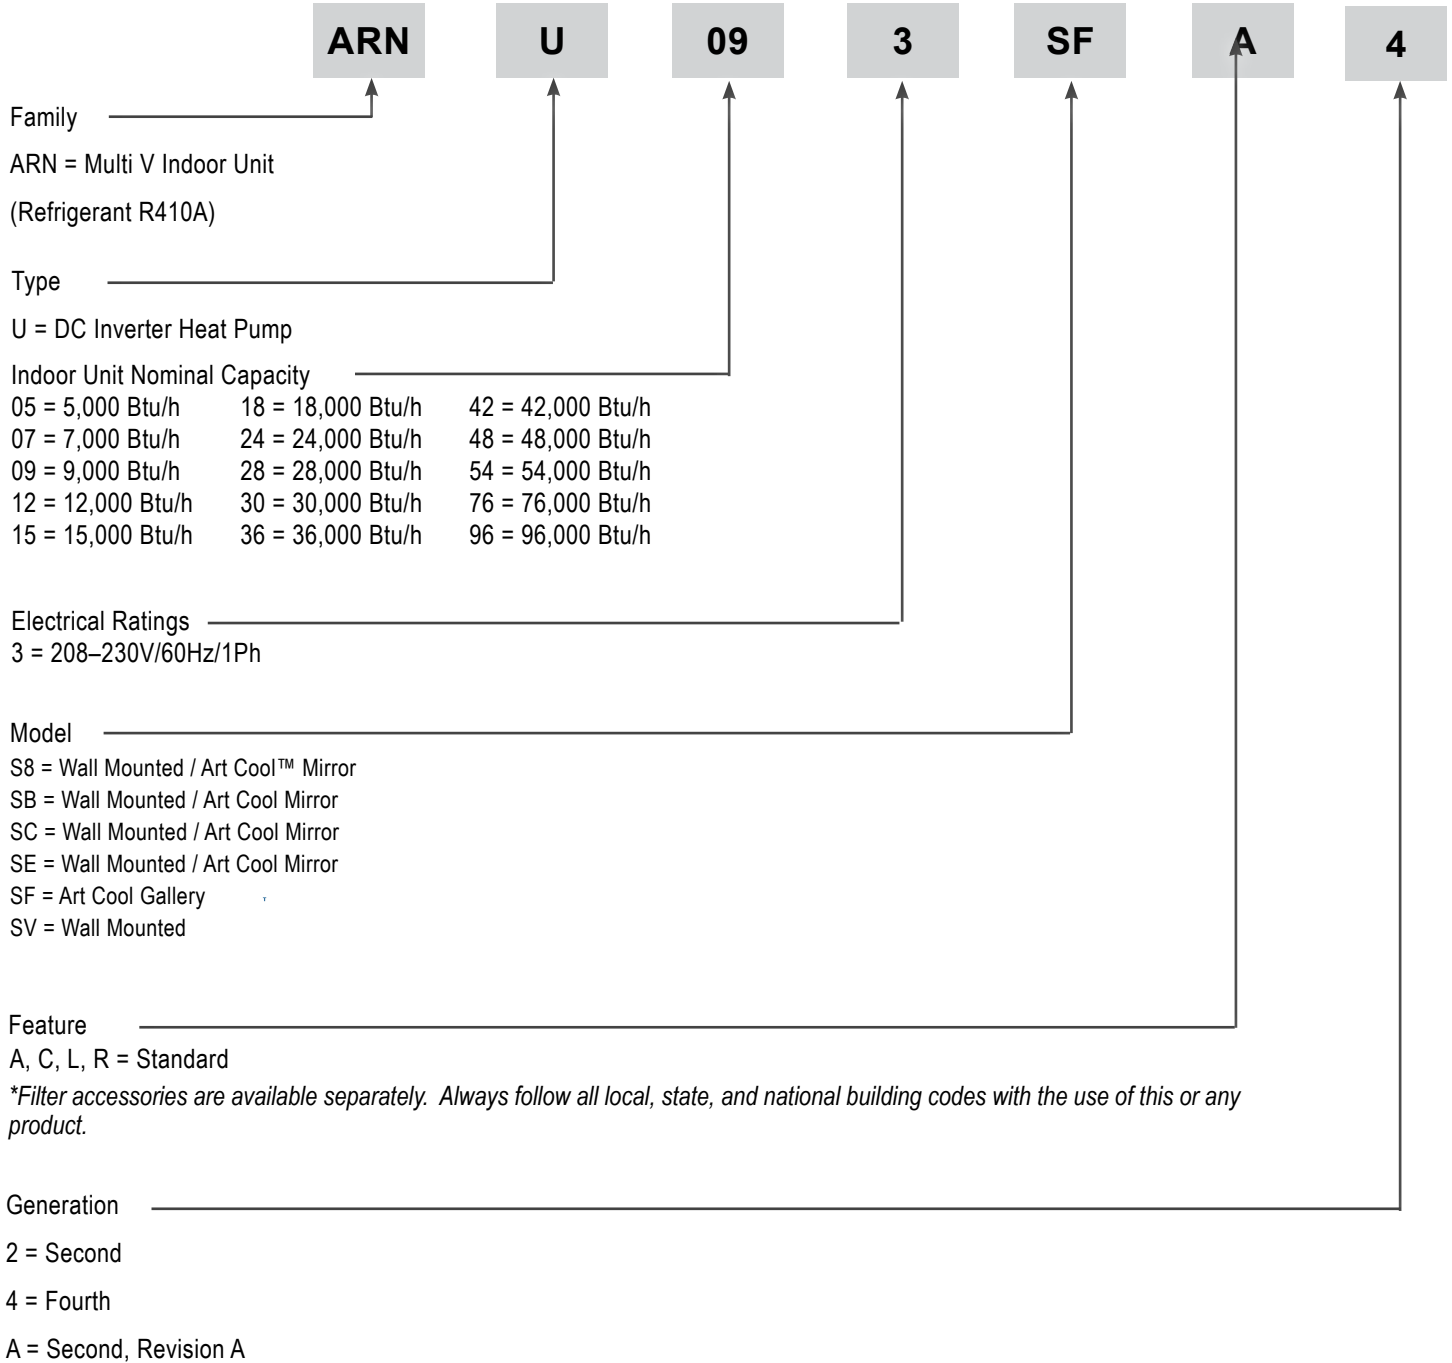 ARN U 09 3 SF A 4
Family
ARN = Multi V Indoor Unit
(Refrigerant R410A)
Type
U = DC Inverter Heat Pump
Indoor Unit Nominal Capacity
05 = 5,000 Btu/h 18 = 18,000 Btu/h 42 = 42,000 Btu/h
07 = 7,000 Btu/h 24 = 24,000 Btu/h 48 = 48,000 Btu/h
09 = 9,000 Btu/h 28 = 28,000 Btu/h 54 = 54,000 Btu/h
12 = 12,000 Btu/h 30 = 30,000 Btu/h 76 = 76,000 Btu/h
15 = 15,000 Btu/h 36 = 36,000 Btu/h 96 = 96,000 Btu/h
Electrical Ratings
3 = 208–230V/60Hz/1Ph
Model
S8 = Wall Mounted / Art Cool™ Mirror
SB = Wall Mounted / Art Cool Mirror
SC = Wall Mounted / Art Cool Mirror
SE = Wall Mounted / Art Cool Mirror
SF = Art Cool Gallery
SV = Wall Mounted
Feature
A, C, L, R = Standard
*Filter accessories are available separately. Always follow all local, state, and national building codes with the use of this or any
product.
Generation
2 = Second
4 = Fourth
A = Second, Revision A